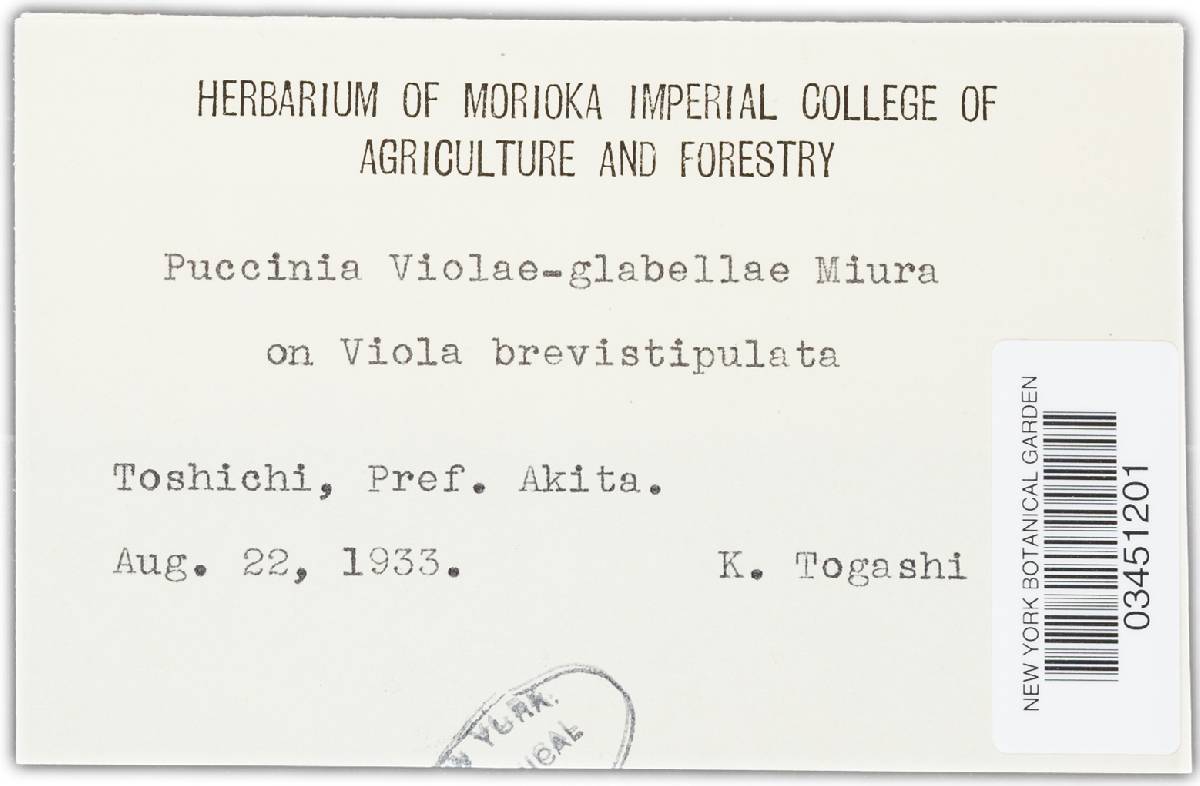 HERBARIUM OF MORIOKA IMPERIAL COLLEGE OF
AGRICULTURE AND FORESTRY
Puccinia Violae-glabellae Miura
on Viola brevistipulata
Toshichi, Pref. Akita.
Aug. 22, 1933.
K. Togashi
NEW YORK BOTANICAL GARDEN
03451201
YORK